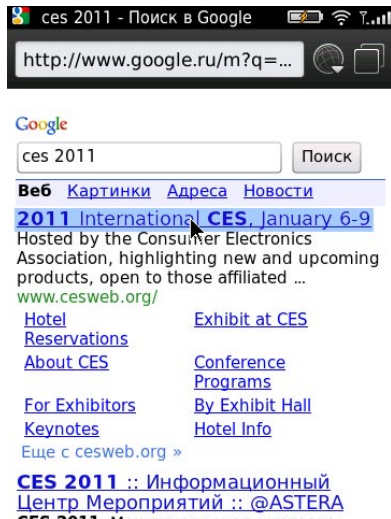 ces 2011 - Поиск в Google
http://www.google.ru/m?q=...
Google
ces 2011 Поиск
Веб Картинки Адреса Новости
2011 International CES, January 6-9
Hosted by the Consumer Electronics
Association, highlighting new and upcoming
products, open to those affiliated ...
www.cesweb.org/
Hotel Reservations Exhibit at CES
About CES Conference Programs
For Exhibitors By Exhibit Hall
Keynotes Hotel Info
Еще с cesweb.org »
CES 2011 :: Информационный
Центр Мероприятий :: @ASTERA
CES 2011